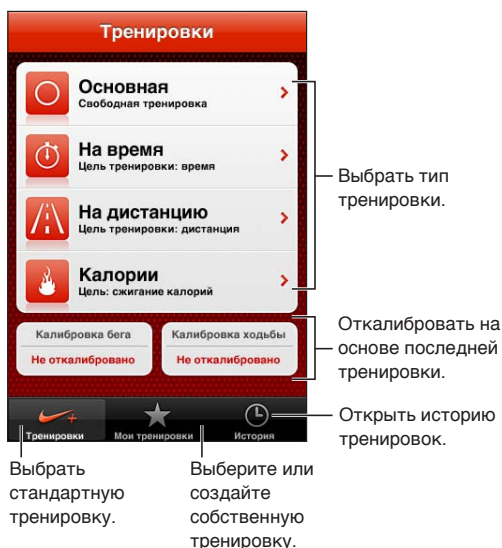 Тренировки
Основная
Свободная тренировка
На время
Цель тренировки: время
На дистанцию
Цель тренировки: дистанция
Калории
Цель: сжигание калорий
Выбрать тип
тренировки.
Калибровка бега
Не откалибровано
Калибровка ходьбы
Не откалибровано
Откалибровать на
основе последней
тренировки.
Тренировки
Мои тренировки
История
Открыть историю
тренировок.
Выбрать
стандартную
тренировку.
Выберите или
создайте
собственную
тренировку.